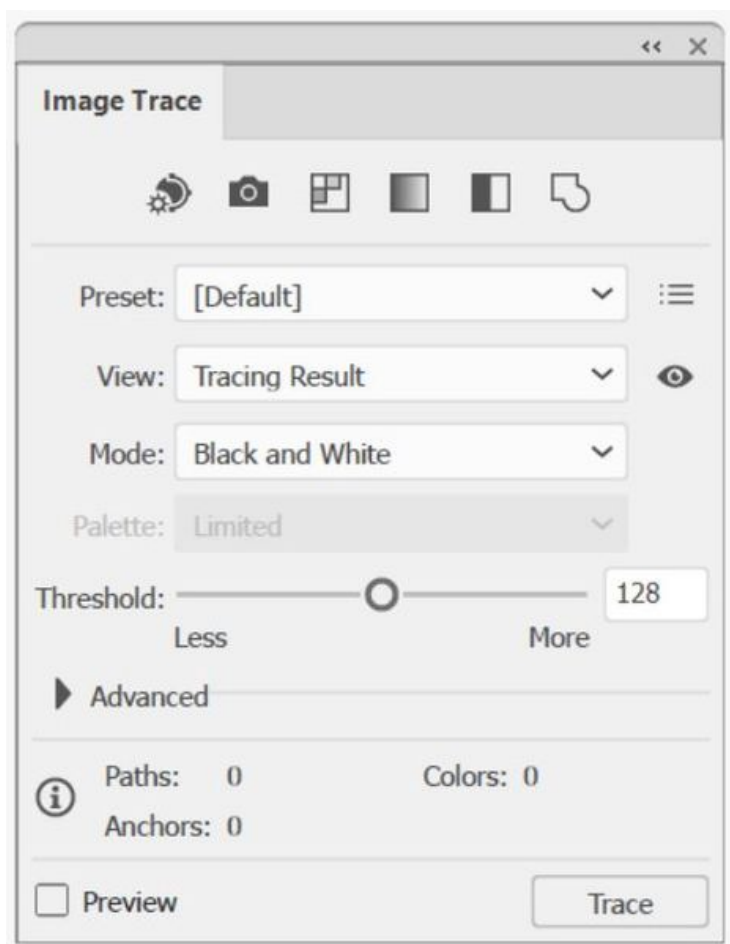 Image Trace
Preset: [Default]
View: Tracing Result
Mode: Black and White
Palette: Limited
Threshold: 128
Less More
Advanced
Paths: 0 Colors: 0
Anchors: 0
Preview Trace